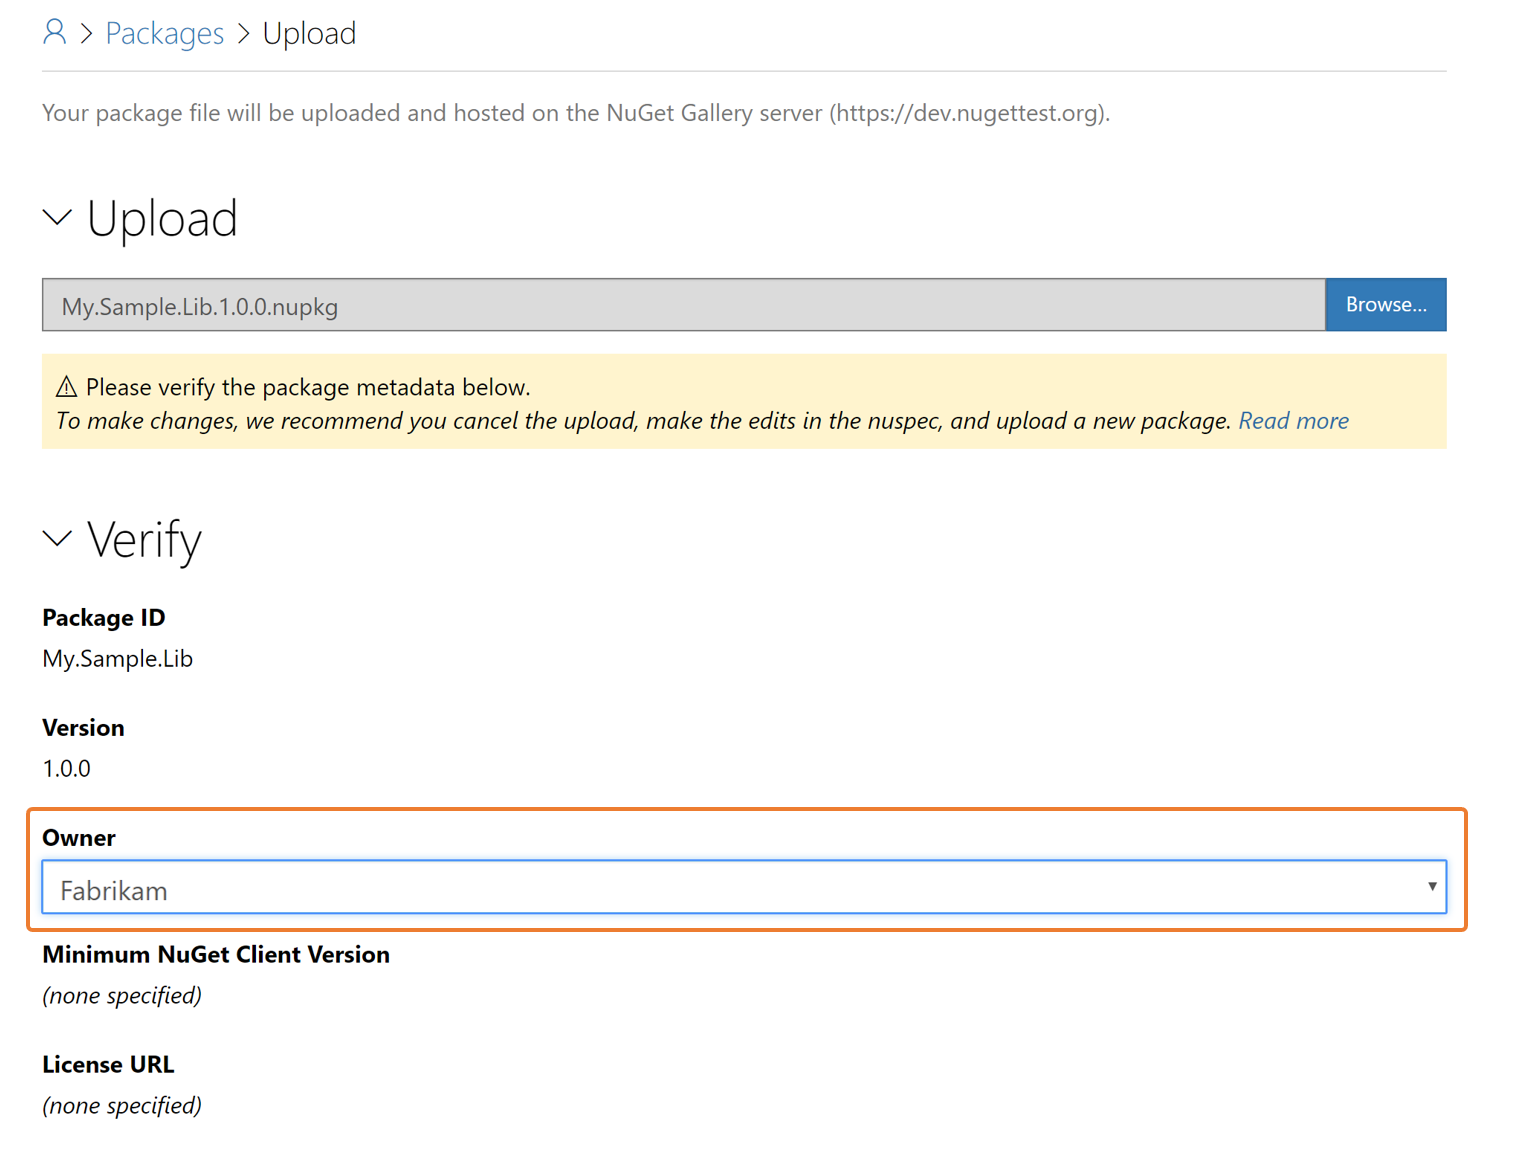 Packages > Upload
Your package file will be uploaded and hosted on the NuGet Gallery server (https://dev.nugettest.org).
Upload
My.Sample.Lib.1.0.0.nupkg
Browse...
Please verify the package metadata below.
To make changes, we recommend you cancel the upload, make the edits in the nuspec, and upload a new package. Read more
Verify
Package ID
My.Sample.Lib
Version
1.0.0
Owner
Fabrikam
Minimum NuGet Client Version
(none specified)
License URL
(none specified)